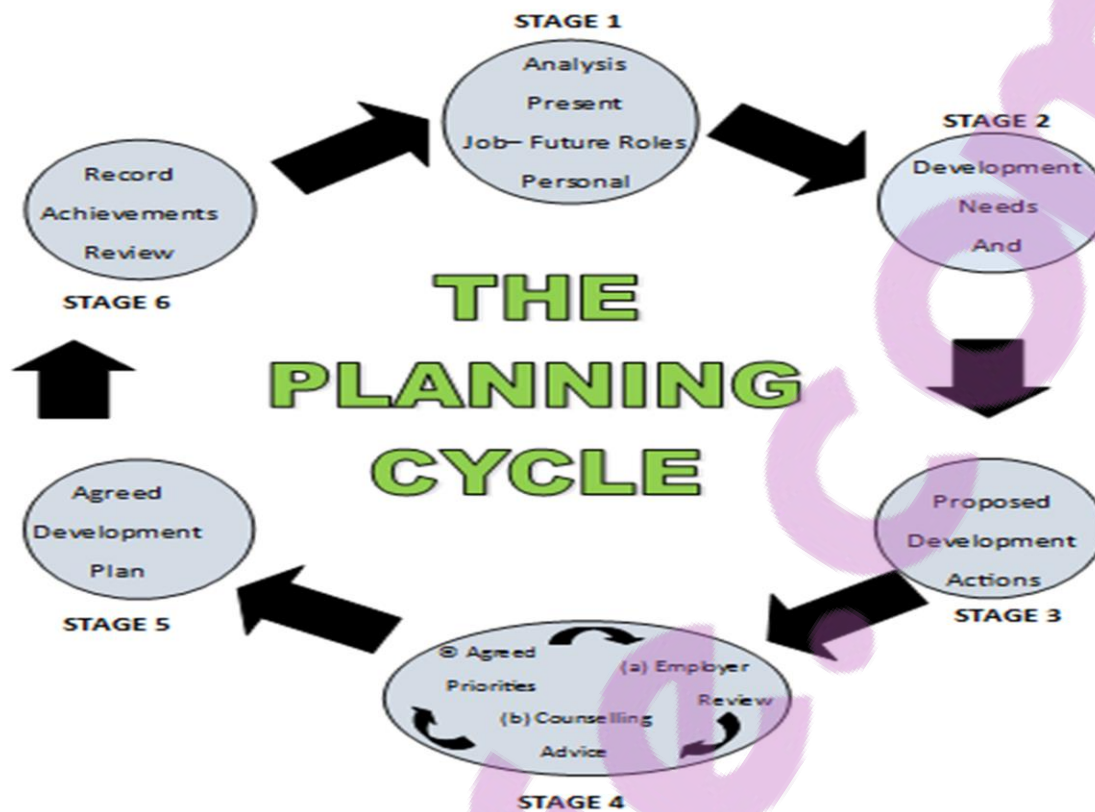 STAGE 1
Analysis
Present
Job– Future Roles
Personal
STAGE 2
Development
Needs
And
Proposed
Development
Actions
STAGE 3
© Agreed
Priorities
(a) Employer
Review
(b) Counselling
Advice
STAGE 4
Agreed
Development
Plan
STAGE 5
Record
Achievements
Review
STAGE 6
THE
PLANNING
CYCLE